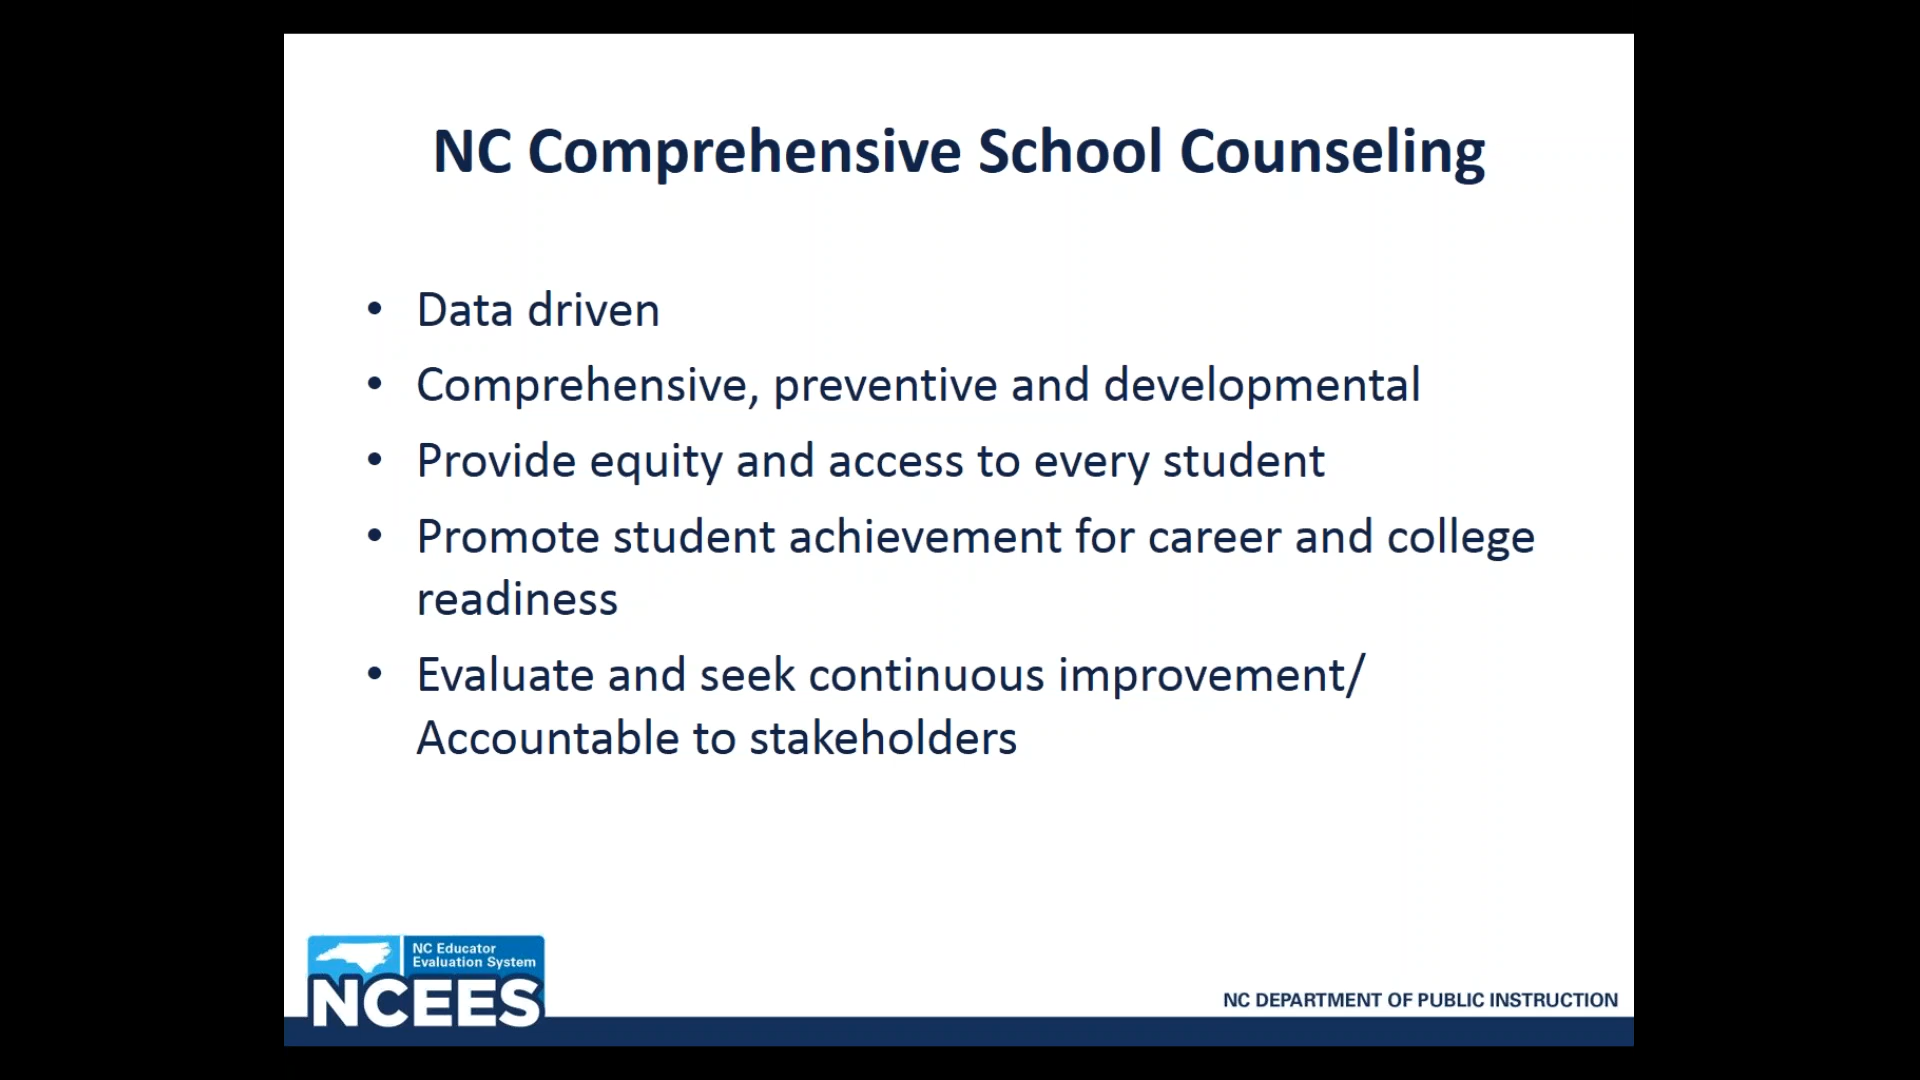 NC Comprehensive School Counseling
• Data driven
• Comprehensive, preventive and developmental
• Provide equity and access to every student
• Promote student achievement for career and college
readiness
• Evaluate and seek continuous improvement/
Accountable to stakeholders
NC Educator
Evaluation System
NCEES
NC DEPARTMENT OF PUBLIC INSTRUCTION